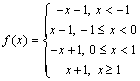 f(x) = { −x−1, x < −1
x−1, −1 ≤ x < 0
−x+1, 0 ≤ x < 1
x+1, x ≥ 1